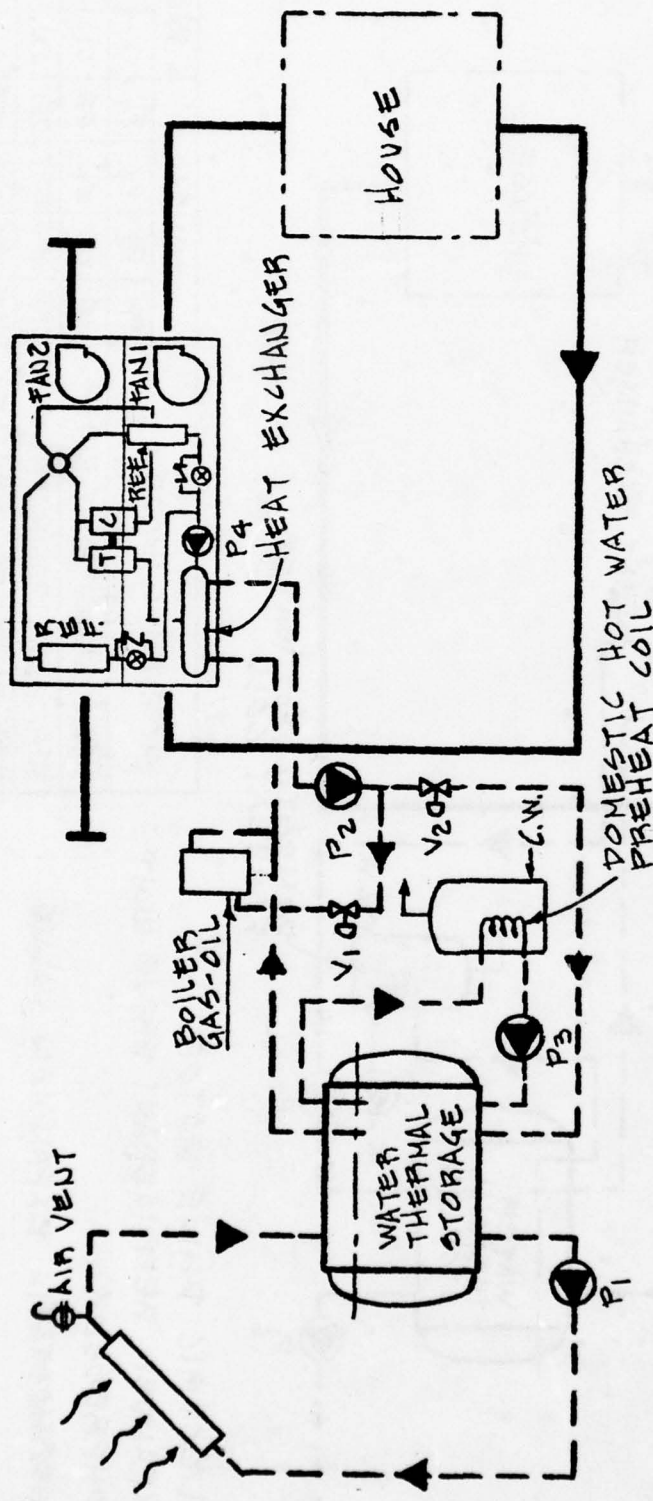 AIR VENT
WATER
THERMAL
STORAGE
P1
BOILER
GAS-OIL
V1
P2
V2
P3
C.W.
DOMESTIC HOT WATER
PREHEAT COIL
REF.
T
C
REF.
FAN2
FAN1
P4
HEAT EXCHANGER
HOUSE